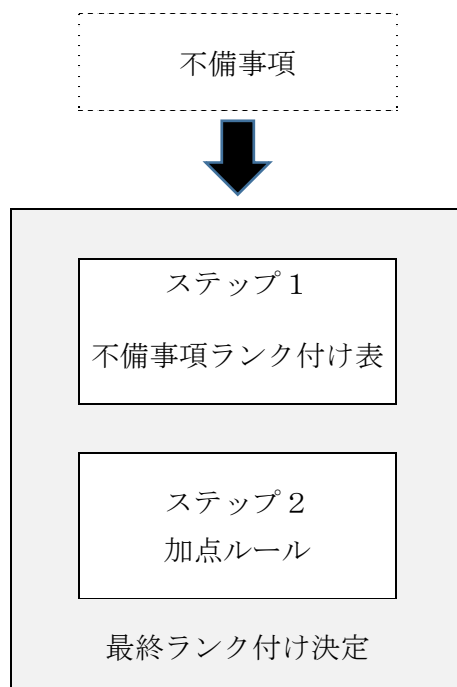 不備事項
ステップ１
不備事項ランク付け表
ステップ２
加点ルール
最終ランク付け決定